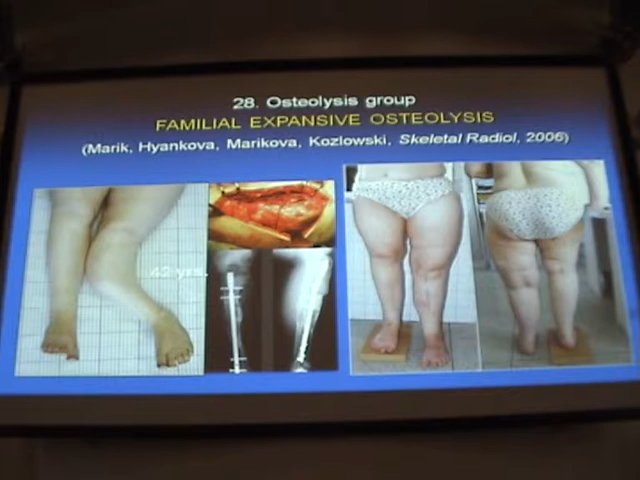 28. Osteolysis group
FAMILIAL EXPANSIVE OSTEOLYSIS
(Marik, Hyankova, Marikova, Kozlowski, Skeletal Radiol, 2006)
42 yrs.